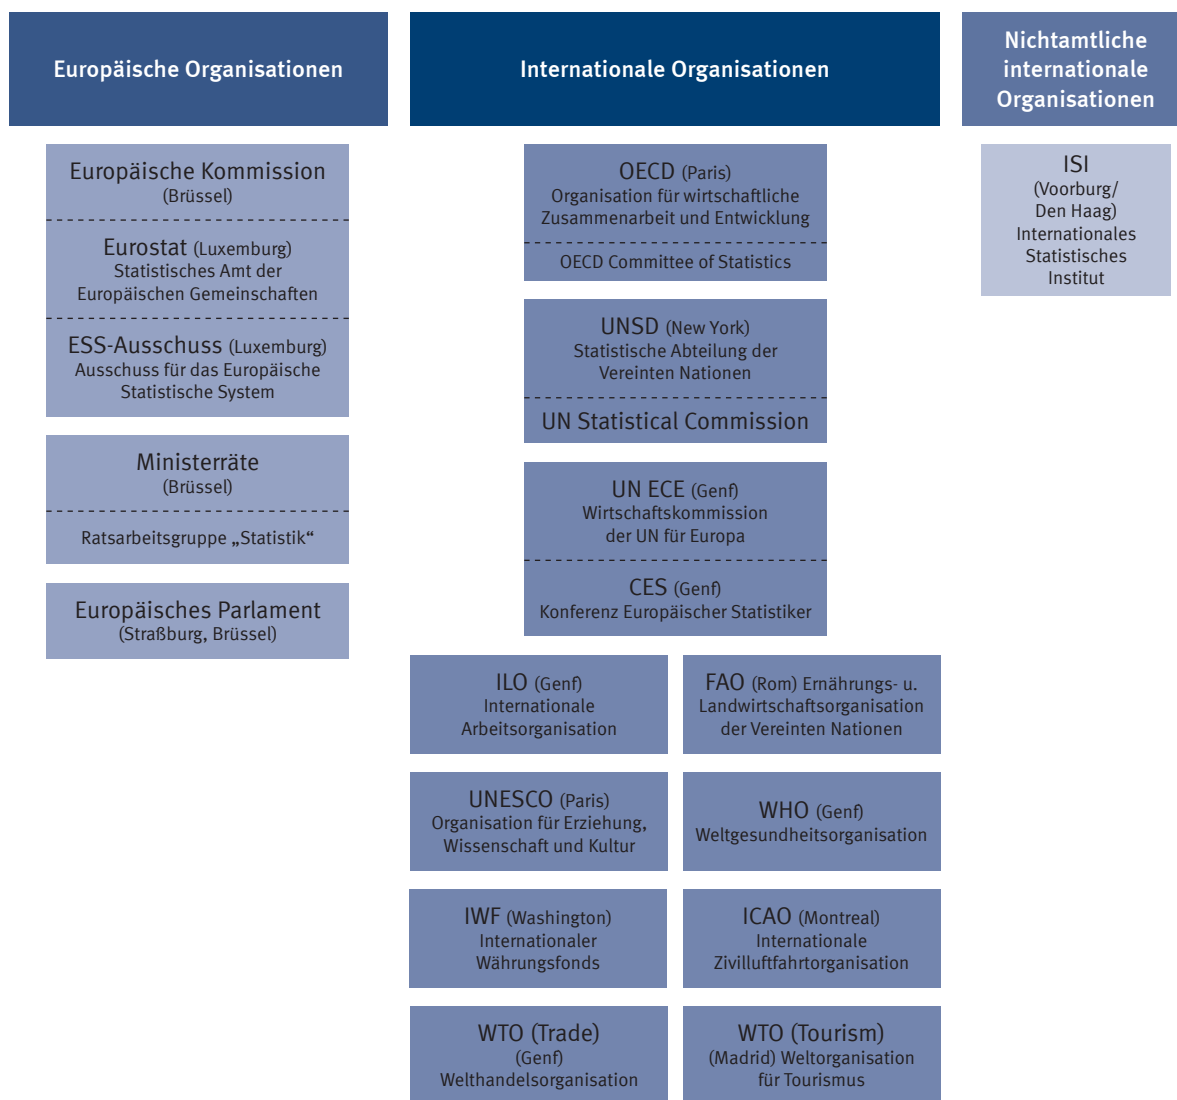 Europäische Organisationen
Internationale Organisationen
Nichtamtliche
internationale
Organisationen
Europäische Kommission
(Brüssel)
Eurostat (Luxemburg)
Statistisches Amt der
Europäischen Gemeinschaften
ESS-Ausschuss (Luxemburg)
Ausschuss für das Europäische
Statistische System
Ministerräte
(Brüssel)
Ratsarbeitsgruppe „Statistik“
Europäisches Parlament
(Straßburg, Brüssel)
OECD (Paris)
Organisation für wirtschaftliche
Zusammenarbeit und Entwicklung
OECD Committee of Statistics
UNSD (New York)
Statistische Abteilung der
Vereinten Nationen
UN Statistical Commission
UN ECE (Genf)
Wirtschaftskommission
der UN für Europa
CES (Genf)
Konferenz Europäischer Statistiker
ILO (Genf)
Internationale
Arbeitsorganisation
FAO (Rom) Ernährungs- u.
Landwirtschaftsorganisation
der Vereinten Nationen
UNESCO (Paris)
Organisation für Erziehung,
Wissenschaft und Kultur
WHO (Genf)
Weltgesundheitsorganisation
IWF (Washington)
Internationaler
Währungsfonds
ICAO (Montreal)
Internationale
Zivilluftfahrtorganisation
WTO (Trade)
(Genf)
Welthandelsorganisation
WTO (Tourism)
(Madrid) Weltorganisation
für Tourismus
ISI
(Voorburg/
Den Haag)
Internationales
Statistisches
Institut